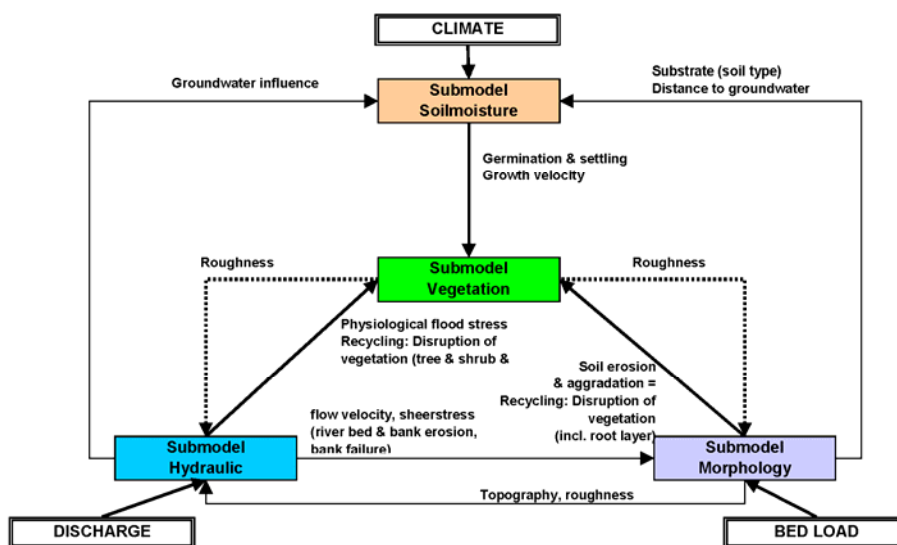 CLIMATE
Groundwater influence
Submodel
Soilmoisture
Substrate (soil type)
Distance to groundwater
Germination & settling
Growth velocity
Roughness
Submodel
Vegetation
Roughness
Physiological flood stress
Recycling: Disruption of
vegetation (tree & shrub &
Soil erosion
& aggradation =
Recycling: Disruption of
vegetation
(incl. root layer)
flow velocity, sheerstress
(river bed & bank erosion,
bank failure)
Submodel
Hydraulic
Submodel
Morphology
Topography, roughness
DISCHARGE
BED LOAD